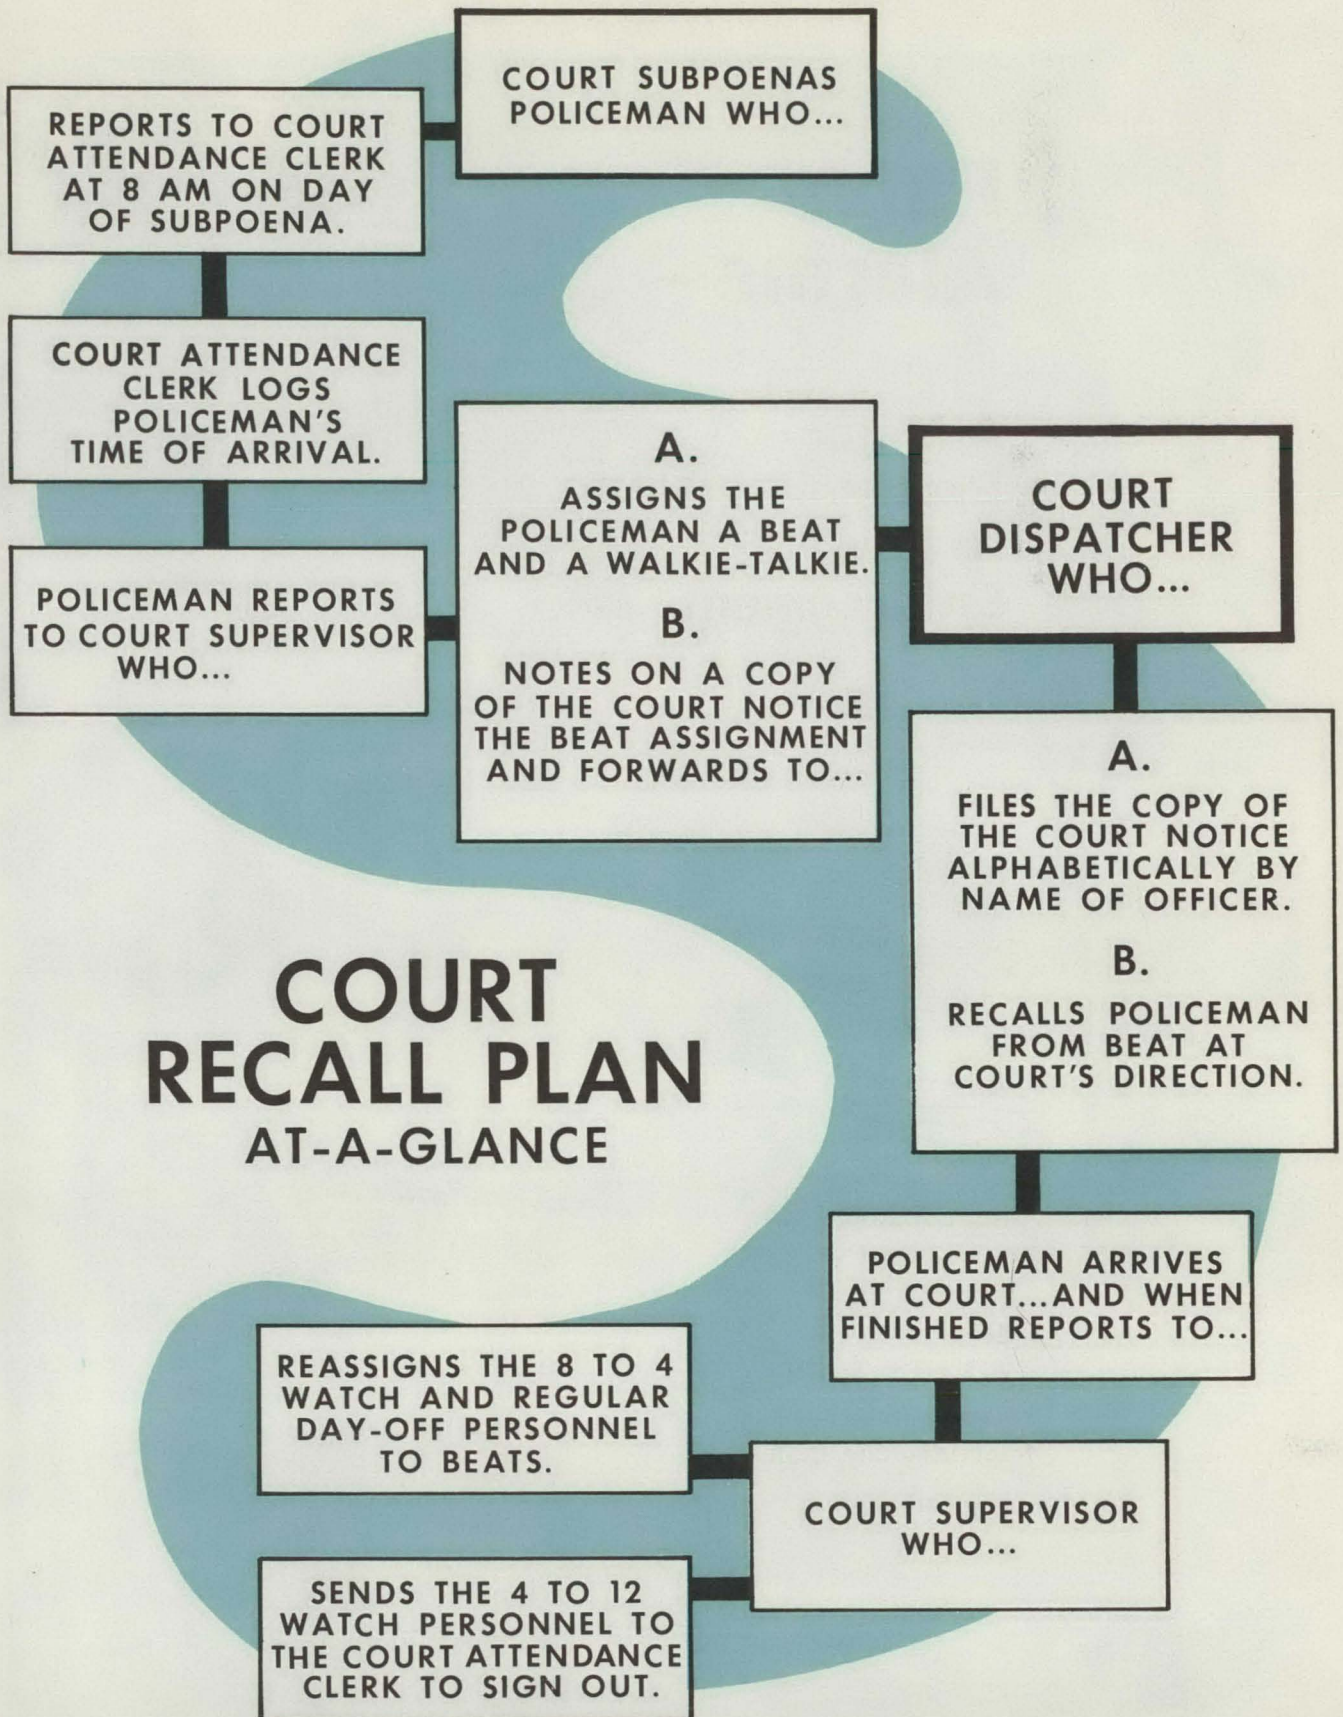 COURT SUBPOENAS
POLICEMAN WHO...
REPORTS TO COURT
ATTENDANCE CLERK
AT 8 AM ON DAY
OF SUBPOENA.
COURT ATTENDANCE
CLERK LOGS
POLICEMAN'S
TIME OF ARRIVAL.
POLICEMAN REPORTS
TO COURT SUPERVISOR
WHO...
A.
ASSIGNS THE
POLICEMAN A BEAT
AND A WALKIE-TALKIE.
B.
NOTES ON A COPY
OF THE COURT NOTICE
THE BEAT ASSIGNMENT
AND FORWARDS TO...
COURT
DISPATCHER
WHO...
A.
FILES THE COPY OF
THE COURT NOTICE
ALPHABETICALLY BY
NAME OF OFFICER.
B.
RECALLS POLICEMAN
FROM BEAT AT
COURT'S DIRECTION.
COURT
RECALL PLAN
AT-A-GLANCE
POLICEMAN ARRIVES
AT COURT...AND WHEN
FINISHED REPORTS TO...
COURT SUPERVISOR
WHO...
REASSIGNS THE 8 TO 4
WATCH AND REGULAR
DAY-OFF PERSONNEL
TO BEATS.
SENDS THE 4 TO 12
WATCH PERSONNEL TO
THE COURT ATTENDANCE
CLERK TO SIGN OUT.